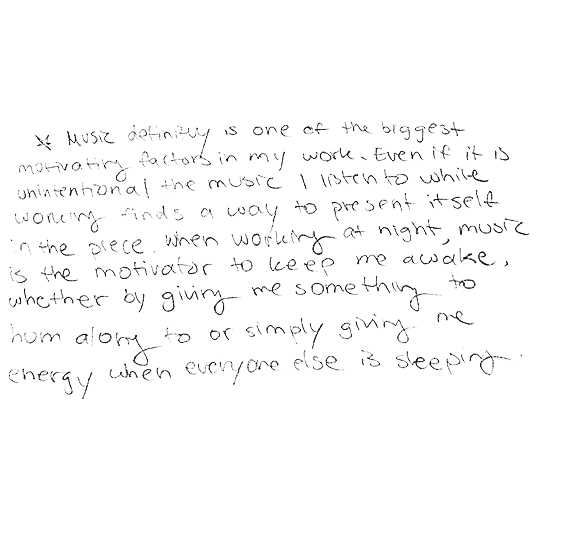 * Music definitly is one of the biggest
motivating factors in my work. Even if it is
unintentional the music I listen to while
working finds a way to present itself
in the piece. When working at night, music
is the motivator to keep me awake,
whether by giving me something to
hum along to or simply giving me
energy when everyone else is sleeping.